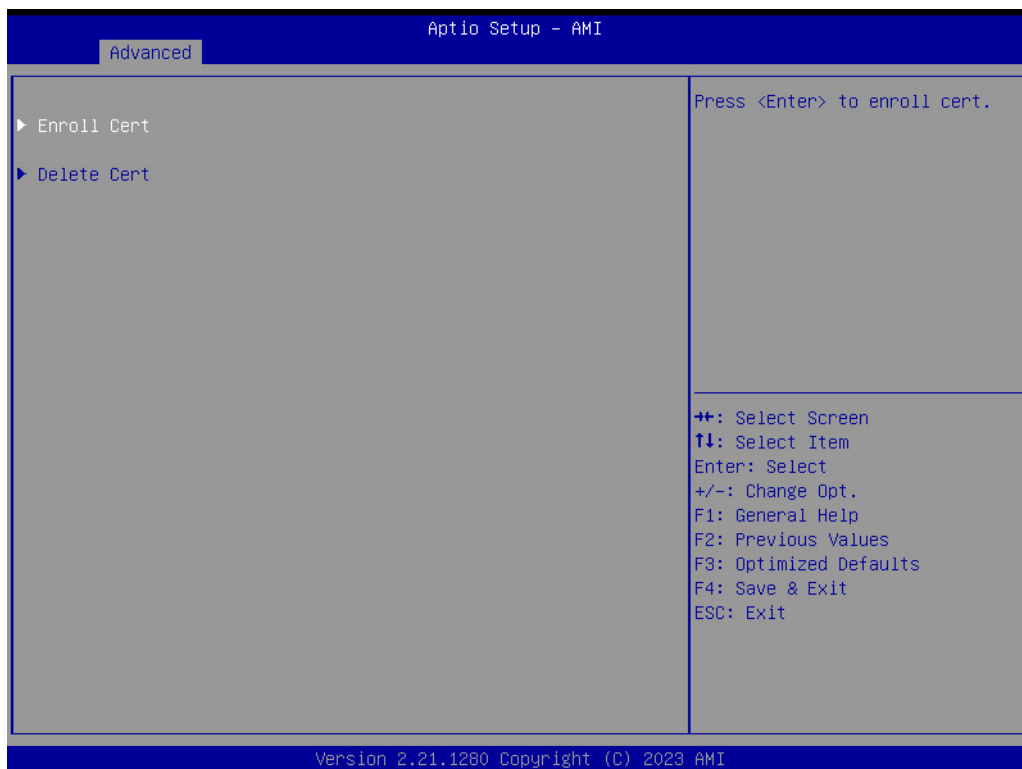 Aptio Setup – AMI
Advanced
▶ Enroll Cert
▶ Delete Cert
Press <Enter> to enroll cert.
→←: Select Screen
↑↓: Select Item
Enter: Select
+/-: Change Opt.
F1: General Help
F2: Previous Values
F3: Optimized Defaults
F4: Save & Exit
ESC: Exit
Version 2.21.1280 Copyright (C) 2023 AMI